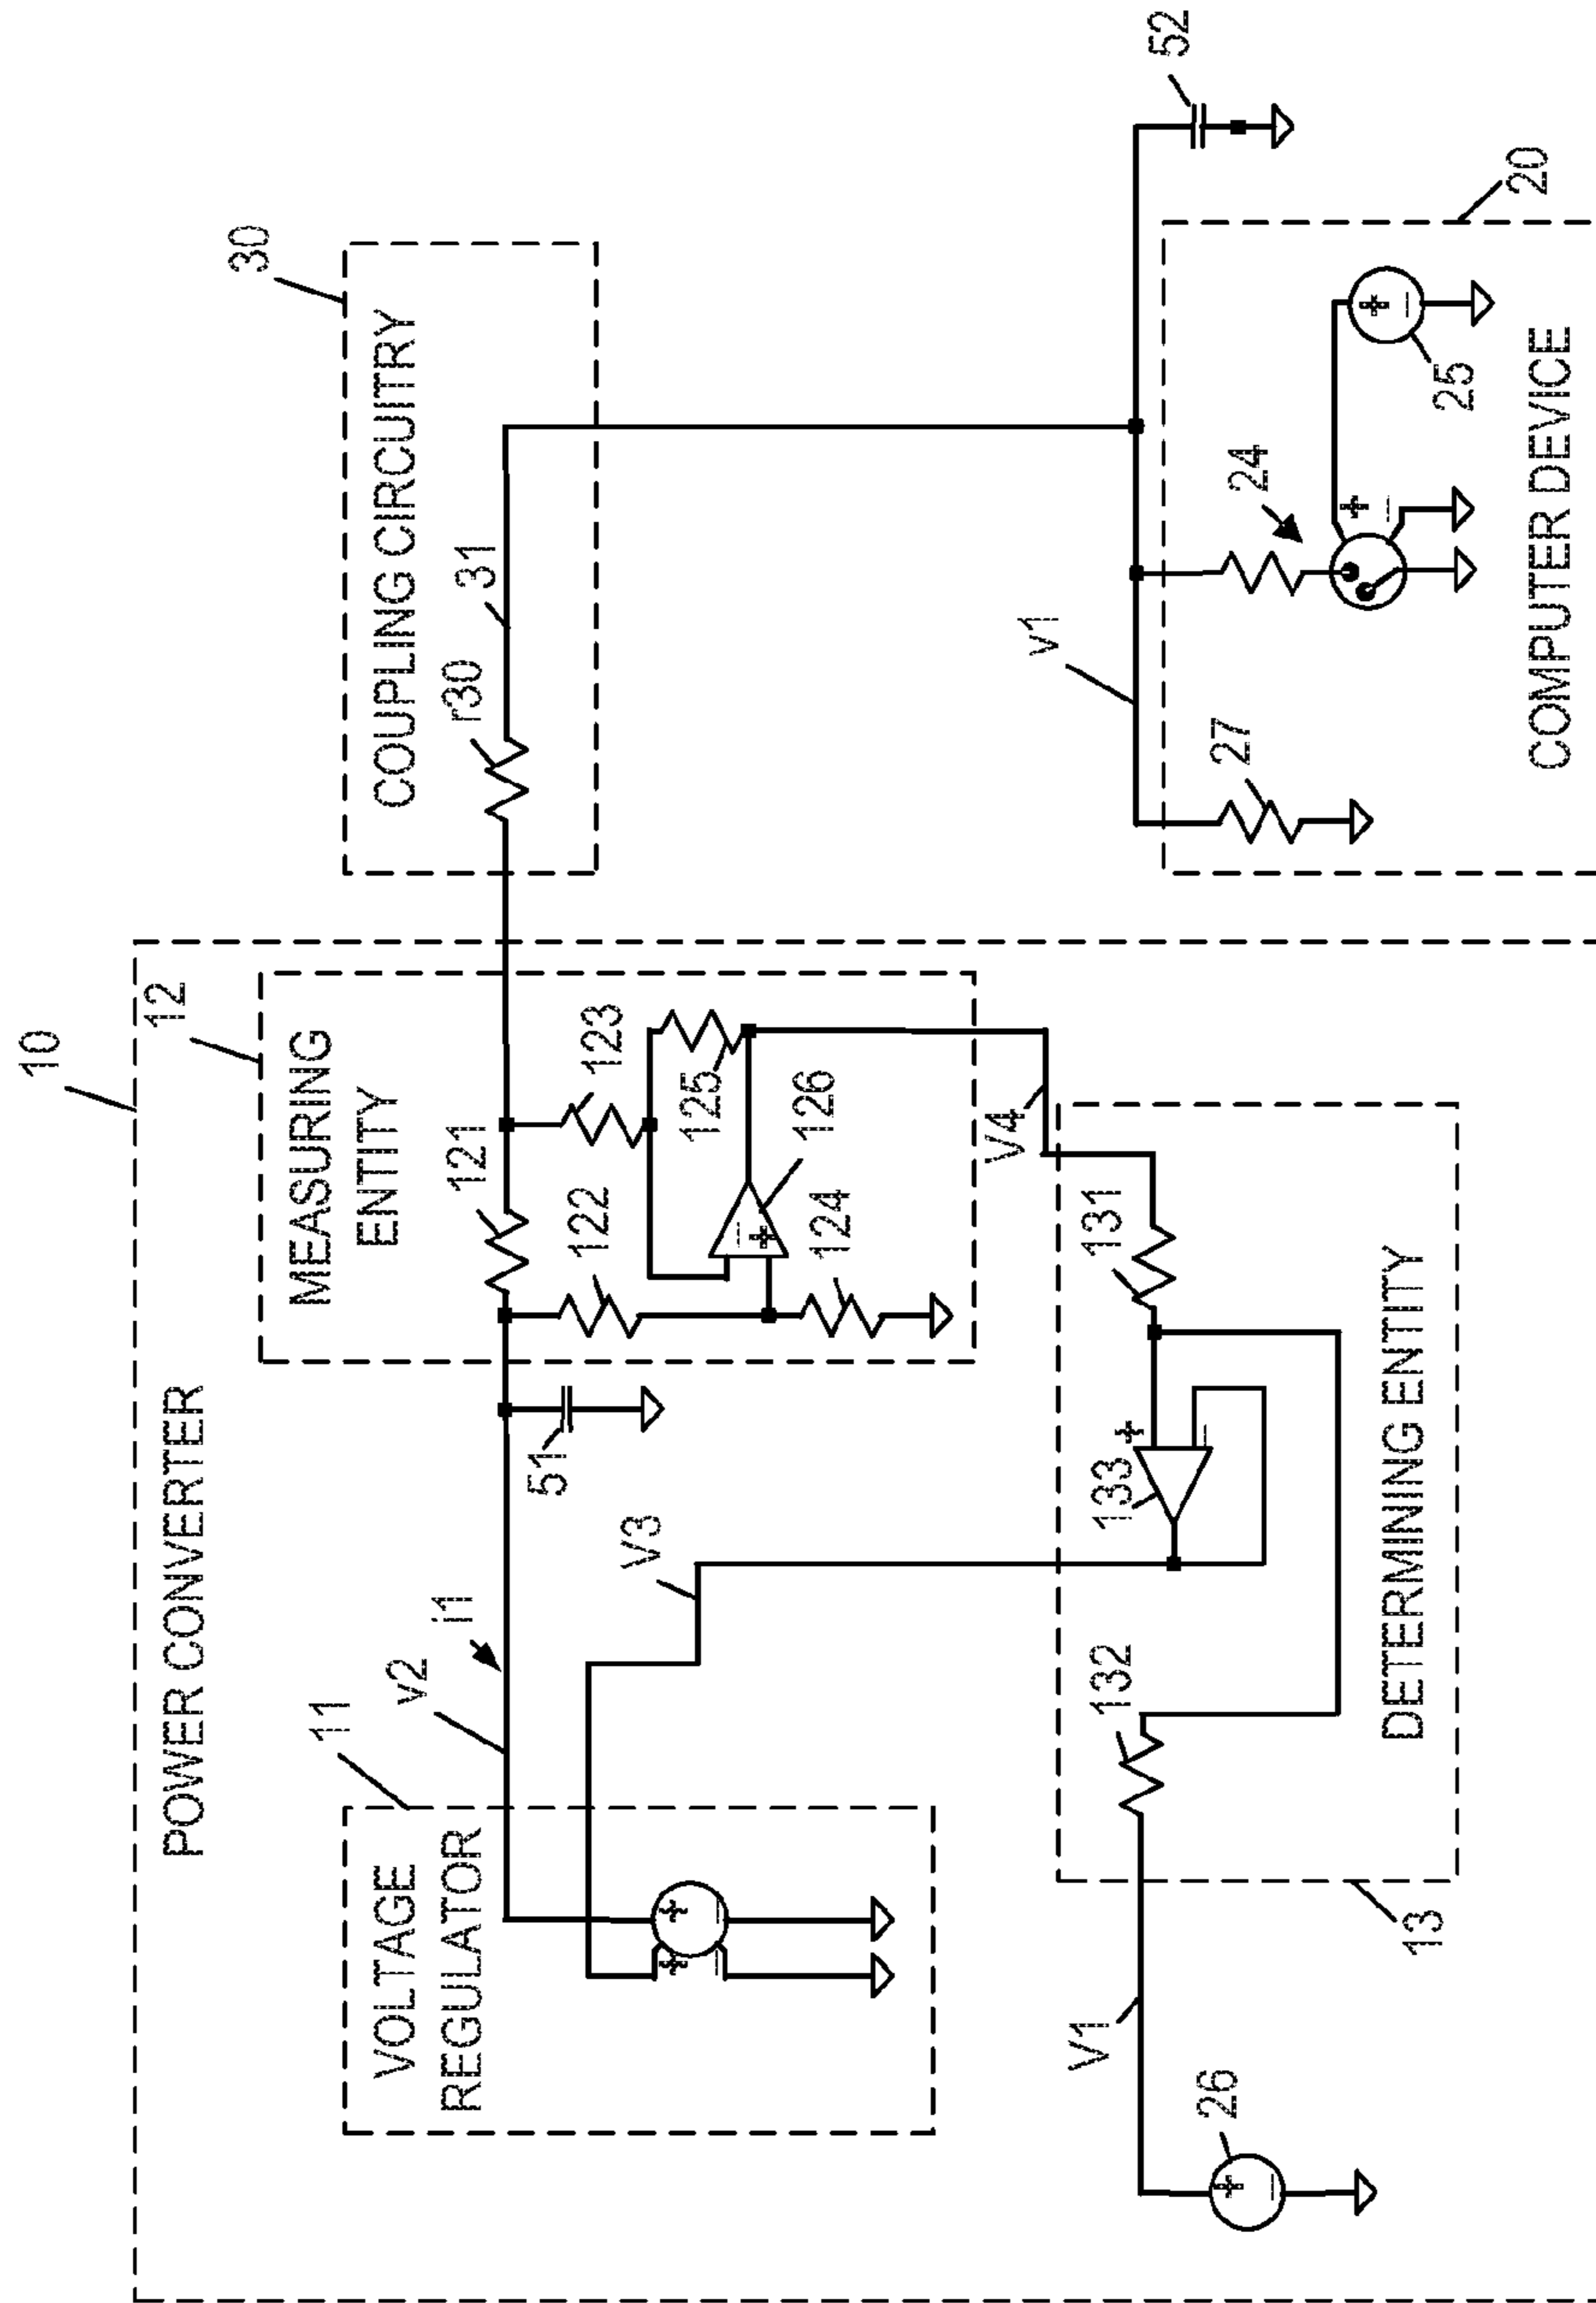 10
POWER CONVERTER
11
VOLTAGE
REGULATOR
v2
i1
V3
51
12
MEASURING
ENTITY
121
122
123
124
125
126
V4
30
COUPLING CIRCUITRY
r30
31
V1
26
132
133
131
DETERMINING ENTITY
13
v1
27
24
25
COMPUTER DEVICE
20
52